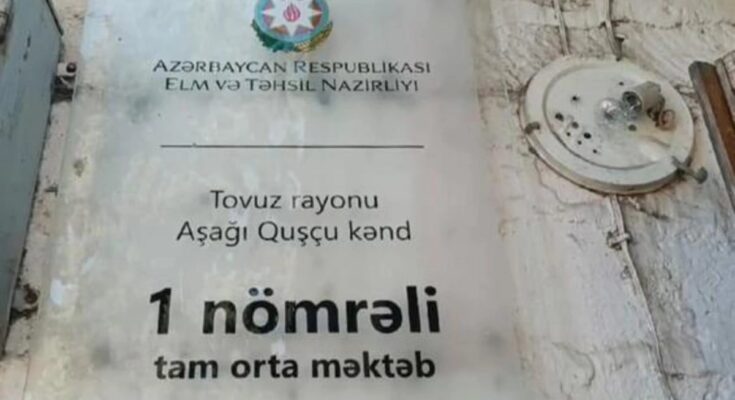 AZƏRBAYCAN RESPUBLİKASI
ELM VƏ TƏHSİL NAZİRLİYİ
Tovuz rayonu
Aşağı Quşçu kənd
1 nömrəli
tam orta məktəb